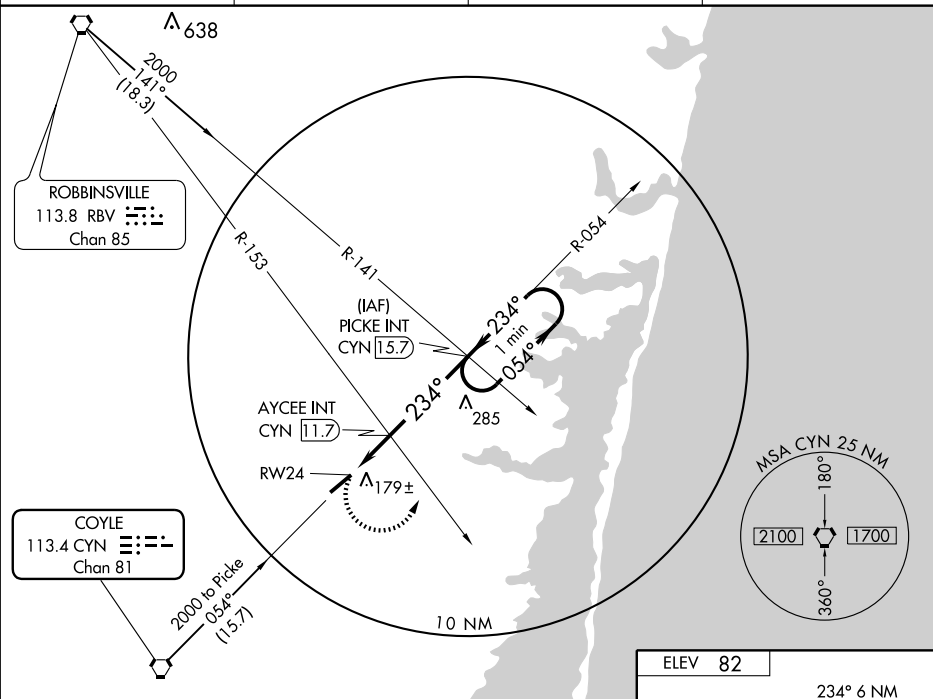 638
2000
141°
(18.3)
ROBBINSVILLE
113.8 RBV
Chan 85
R-153
R-141
R-054
(IAF)
PICKE INT
CYN 15.7
234°
1 min
054°
234°
285
AYCEE INT
CYN 11.7
RW24
179±
COYLE
113.4 CYN
Chan 81
2000 to Picke
054°
(15.7)
10 NM
MSA CYN 25 NM
180°
2100
1700
360°
ELEV 82
234° 6 NM